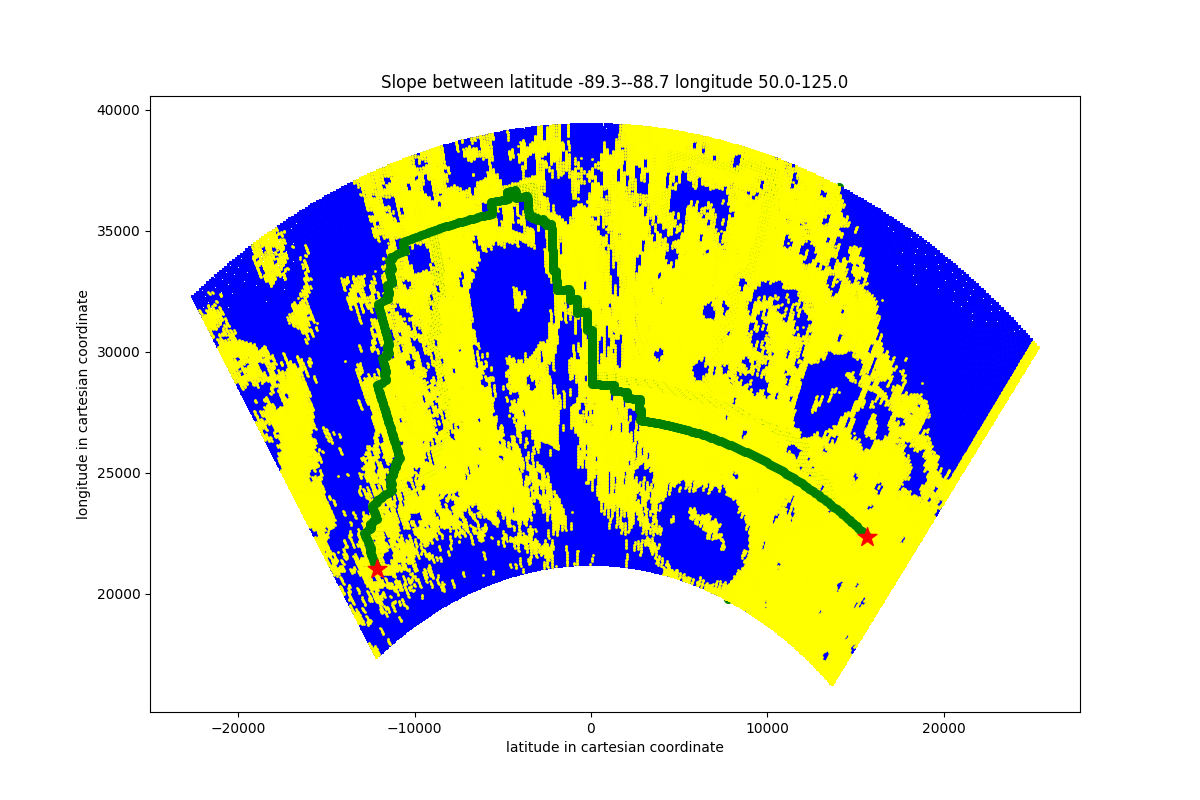 Slope between latitude -89.3--88.7 longitude 50.0-125.0
40000
35000
30000
25000
20000
longitude in cartesian coordinate
−20000 −10000 0 10000 20000
latitude in cartesian coordinate